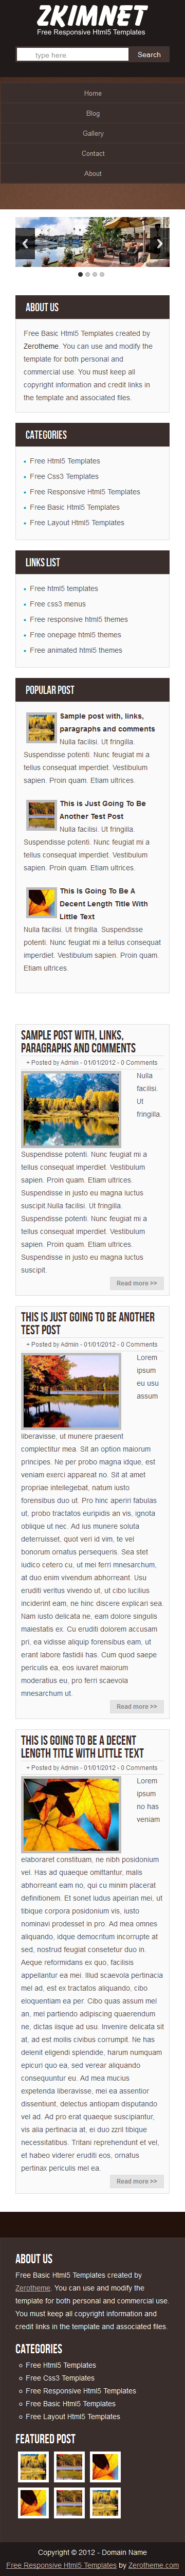 ZKIMNET
Free Responsive Html5 Templates
type here
Search
Home
Blog
Gallery
Contact
About
ABOUT US
Free Basic Html5 Templates created by
Zerotheme. You can use and modify the
template for both personal and
commercial use. You must keep all
copyright information and credit links in
the template and associated files.
CATEGORIES
Free Html5 Templates
Free Css3 Templates
Free Responsive Html5 Templates
Free Basic Html5 Templates
Free Layout Html5 Templates
LINKS LIST
Free html5 templates
Free css3 menus
Free responsive html5 themes
Free onepage html5 themes
Free animated html5 themes
POPULAR POST
Sample post with, links,
paragraphs and comments
Nulla facilisi. Ut fringilla.
Suspendisse potenti. Nunc feugiat mi a
tellus consequat imperdiet. Vestibulum
sapien. Proin quam. Etiam ultrices.
This is Just Going To Be
Another Test Post
Nulla facilisi. Ut fringilla.
Suspendisse potenti. Nunc feugiat mi a
tellus consequat imperdiet. Vestibulum
sapien. Proin quam. Etiam ultrices.
This Is Going To Be A
Decent Length Title With
Little Text
Nulla facilisi. Ut fringilla. Suspendisse
potenti. Nunc feugiat mi a tellus consequat
imperdiet. Vestibulum sapien. Proin quam.
Etiam ultrices.
SAMPLE POST WITH, LINKS,
PARAGRAPHS AND COMMENTS
+ Posted by Admin - 01/01/2012 - 0 Comments
Nulla
facilisi.
Ut
fringilla.
Suspendisse potenti. Nunc feugiat mi a
tellus consequat imperdiet. Vestibulum
sapien. Proin quam. Etiam ultrices.
Suspendisse in justo eu magna luctus
suscipit.Nulla facilisi. Ut fringilla.
Suspendisse potenti. Nunc feugiat mi a
tellus consequat imperdiet. Vestibulum
sapien. Proin quam. Etiam ultrices.
Suspendisse in justo eu magna luctus
suscipit.
Read more >>
THIS IS JUST GOING TO BE ANOTHER
TEST POST
+ Posted by Admin - 01/01/2012 - 0 Comments
Lorem
ipsum
eu usu
assum
liberavisse, ut munere praesent
complectitur mea. Sit an option maiorum
principes. Ne per probo magna idque, est
veniam exerci appareat no. Sit at amet
propriae intellegebat, natum iusto
forensibus duo ut. Pro hinc aperiri fabulas
ut, probo tractatos euripidis an vis, ignota
oblique ut nec. Ad ius munere soluta
deterruisset, quot veri id vim, te vel
bonorum ornatus persequeris. Sea stet
iudico cetero cu, ut mei ferri mnesarchum,
at duo enim vivendum abhorreant. Usu
eruditi veritus vivendo ut, ut cibo lucilius
inciderint eam, ne hinc discere explicari sea.
Nam iusto delicata ne, eam dolore singulis
maiestatis ex. Cu eruditi dolorem accusam
pri, ea vidisse aliquip forensibus eam, ut
erant labore fastidii has. Cum quod saepe
periculis ea, eos iuvaret maiorum
moderatius eu, pro ferri scaevola
mnesarchum ut.
Read more >>
THIS IS GOING TO BE A DECENT
LENGTH TITLE WITH LITTLE TEXT
+ Posted by Admin - 01/01/2012 - 0 Comments
Lorem
ipsum
no has
veniam
elaboraret constituam, ne nibh posidonium
vel. Has ad quaeque omittantur, malis
abhorreant eam no, qui cu minim placerat
definitionem. Et sonet ludus apeirian mei, ut
tibique corpora posidonium vis, iusto
nominavi prodesset in pro. Ad mea omnes
aliquando, idque democritum incorrupte at
sed, nostrud feugiat consetetur duo in.
Aeque reformidans ex quo, facilisis
appellantur ea mei. Illud scaevola pertinacia
mel ad, est ex tractatos aliquando, cibo
eloquentiam ea per. Cibo quas assum mel
an, mei partiendo adipiscing quaerendum
ne, dictas iisque ad usu. Invenire delicata sit
at, ad est mollis civibus corrumpit. Ne has
delenit eligendi splendide, harum numquam
epicuri quo ea, sed verear aliquando
consequuntur eu. Ad mea mucius
expetenda liberavisse, mei ea assentior
dissentiunt, delectus antiopam disputando
vel ad. Ad pro erat quaeque suscipiantur,
vis alia pertinacia at, ei duo zzril tibique
necessitatibus. Tritani reprehendunt et vel,
et habeo viderer eruditi eos, ornatus
pertinax periculis mel ea.
Read more >>
ABOUT US
Free Basic Html5 Templates created by
Zerotheme. You can use and modify the
template for both personal and commercial use.
You must keep all copyright information and
credit links in the template and associated files.
CATEGORIES
Free Html5 Templates
Free Css3 Templates
Free Responsive Html5 Templates
Free Basic Html5 Templates
Free Layout Html5 Templates
FEATURED POST
Copyright © 2012 - Domain Name
Free Responsive Html5 Templates by Zerotheme.com